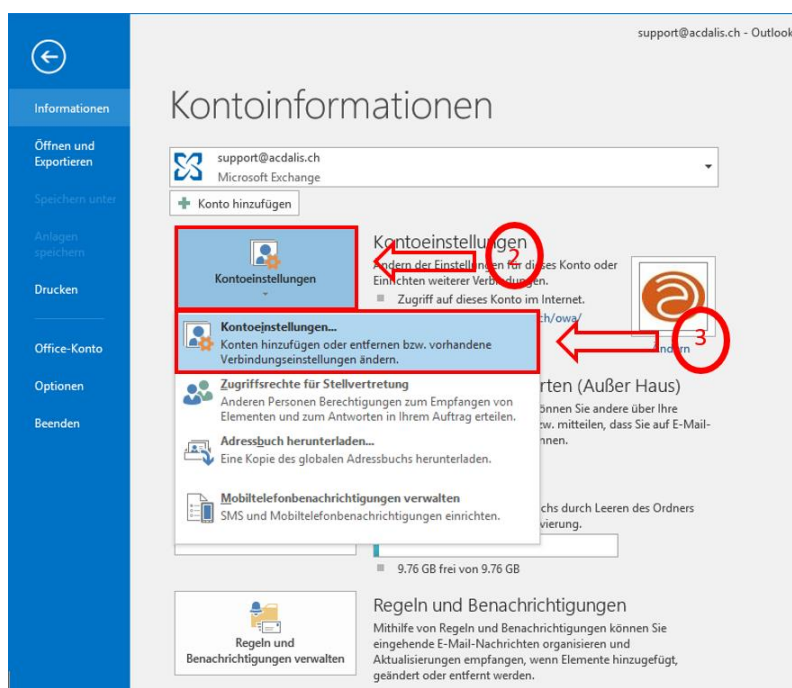 support@acdalis.ch - Outlook
Informationen
Öffnen und
Exportieren
Speichern unter
Anlagen
speichern
Drucken
Office-Konto
Optionen
Beenden
Kontoinformationen
support@acdalis.ch
Microsoft Exchange
Konto hinzufügen
Kontoeinstellungen
2
Kontoeinstellungen
Ändern der Einstellungen für dieses Konto oder
Einrichten weiterer Verbindungen.
Zugriff auf dieses Konto im Internet.
ch/owa/
3
Ändern
Kontoeinstellungen...
Konten hinzufügen oder entfernen bzw. vorhandene
Verbindungseinstellungen ändern.
Zugriffsrechte für Stellvertretung
Anderen Personen Berechtigungen zum Empfangen von
Elementen und zum Antworten in Ihrem Auftrag erteilen.
Adressbuch herunterladen...
Eine Kopie des globalen Adressbuchs herunterladen.
Mobiltelefonbenachrichtigungen verwalten
SMS und Mobiltelefonbenachrichtigungen einrichten.
rten (Außer Haus)
önnen Sie andere über Ihre
zw. mitteilen, dass Sie auf E-Mail-
nnen.
chs durch Leeren des Ordners
vierung.
9.76 GB frei von 9.76 GB
Regeln und
Benachrichtigungen verwalten
Regeln und Benachrichtigungen
Mithilfe von Regeln und Benachrichtigungen können Sie
eingehende E-Mail-Nachrichten organisieren und
Aktualisierungen empfangen, wenn Elemente hinzugefügt,
geändert oder entfernt werden.